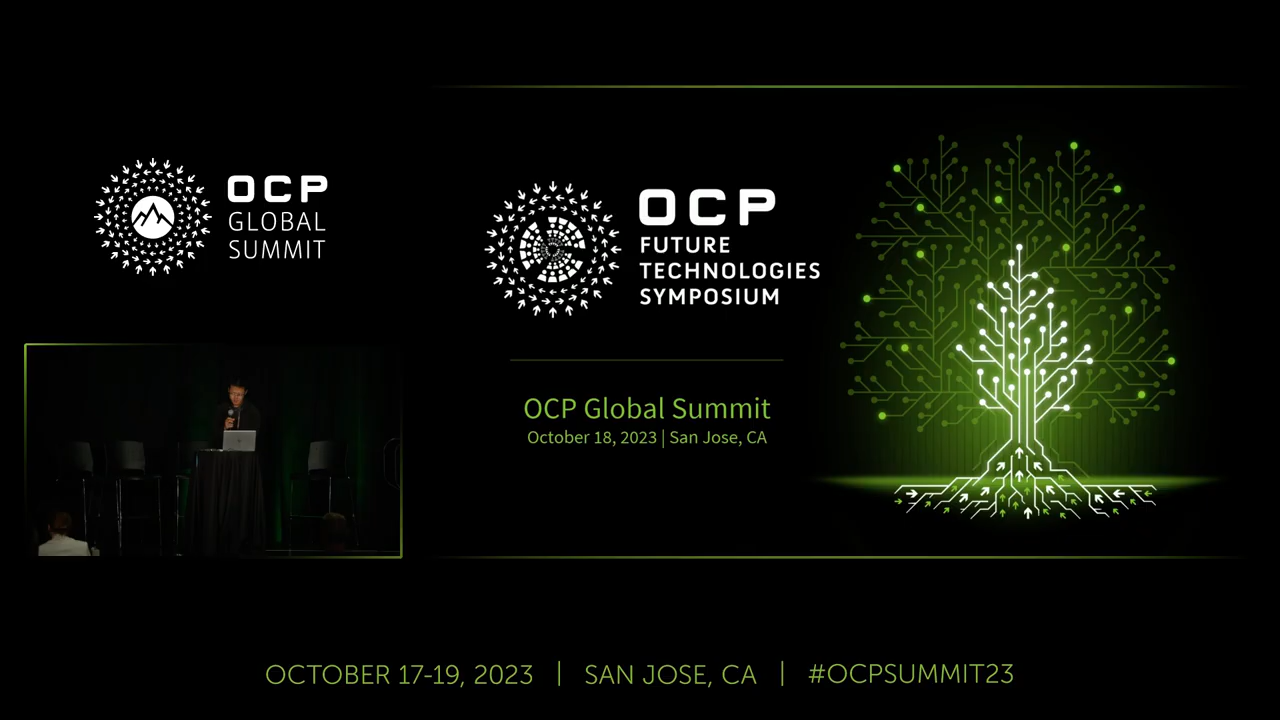 OCP
GLOBAL
SUMMIT
OCP
FUTURE
TECHNOLOGIES
SYMPOSIUM
OCP Global Summit
October 18, 2023 | San Jose, CA
OCTOBER 17-19, 2023 | SAN JOSE, CA | #OCPSUMMIT23